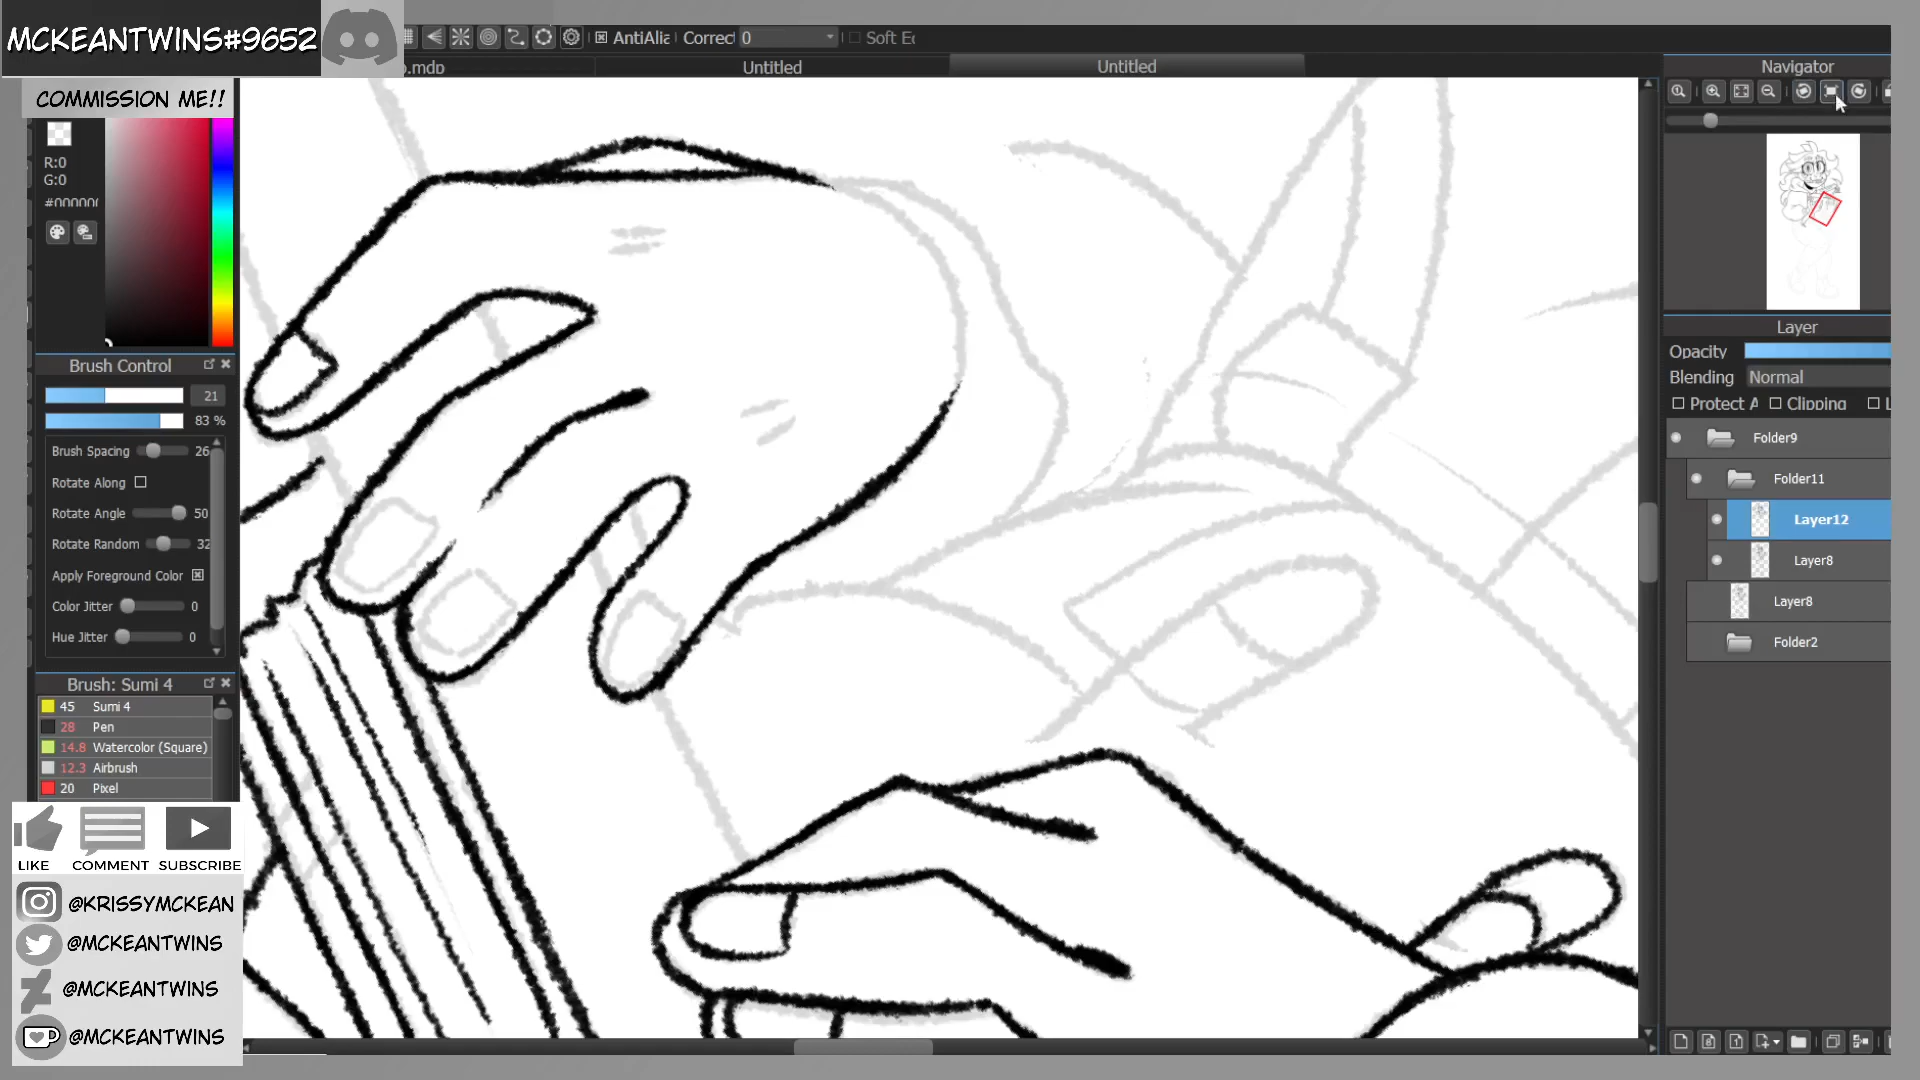 MCKEANTWINS#9652
COMMISSION ME!!
AntiAlia
Correct 0
Soft Ec
Untitled
Untitled
Navigator
R:0
G:0
Brush Control
21
83 %
Brush Spacing 26
Rotate Along
Rotate Angle 50
Rotate Random 32
Apply Foreground Color
Color Jitter 0
Hue Jitter 0
Brush: Sumi 4
45 Sumi 4
28 Pen
14.8 Watercolor (Square)
12.3 Airbrush
20 Pixel
LIKE COMMENT SUBSCRIBE
@KRISSYMCKEAN
@MCKEANTWINS
@MCKEANTWINS
@MCKEANTWINS
Layer
Opacity
Blending Normal
Protect A Clipping L
Folder9
Folder11
Layer12
Layer8
Layer8
Folder2